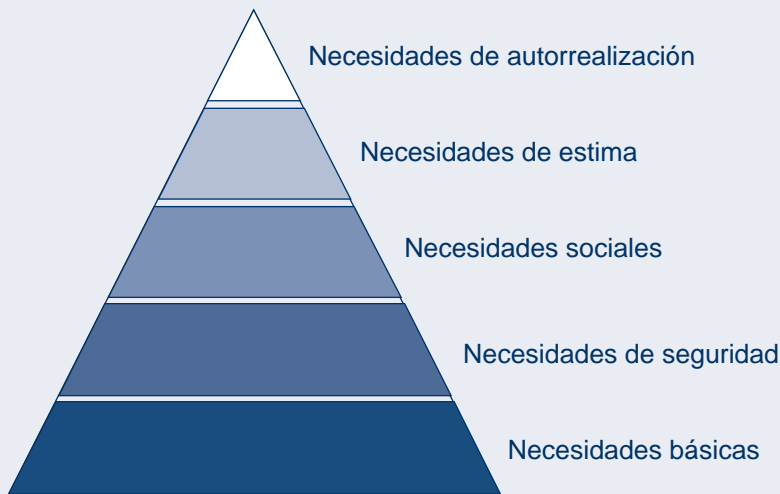 Necesidades de autorrealización
Necesidades de estima
Necesidades sociales
Necesidades de seguridad
Necesidades básicas